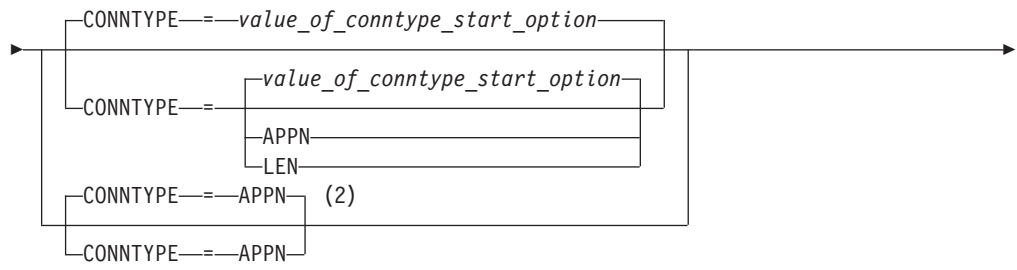 CONNTYPE = value_of_conntype_start_option
value_of_conntype_start_option
CONNTYPE =
APPN
LEN
CONNTYPE = APPN (2)
CONNTYPE = APPN